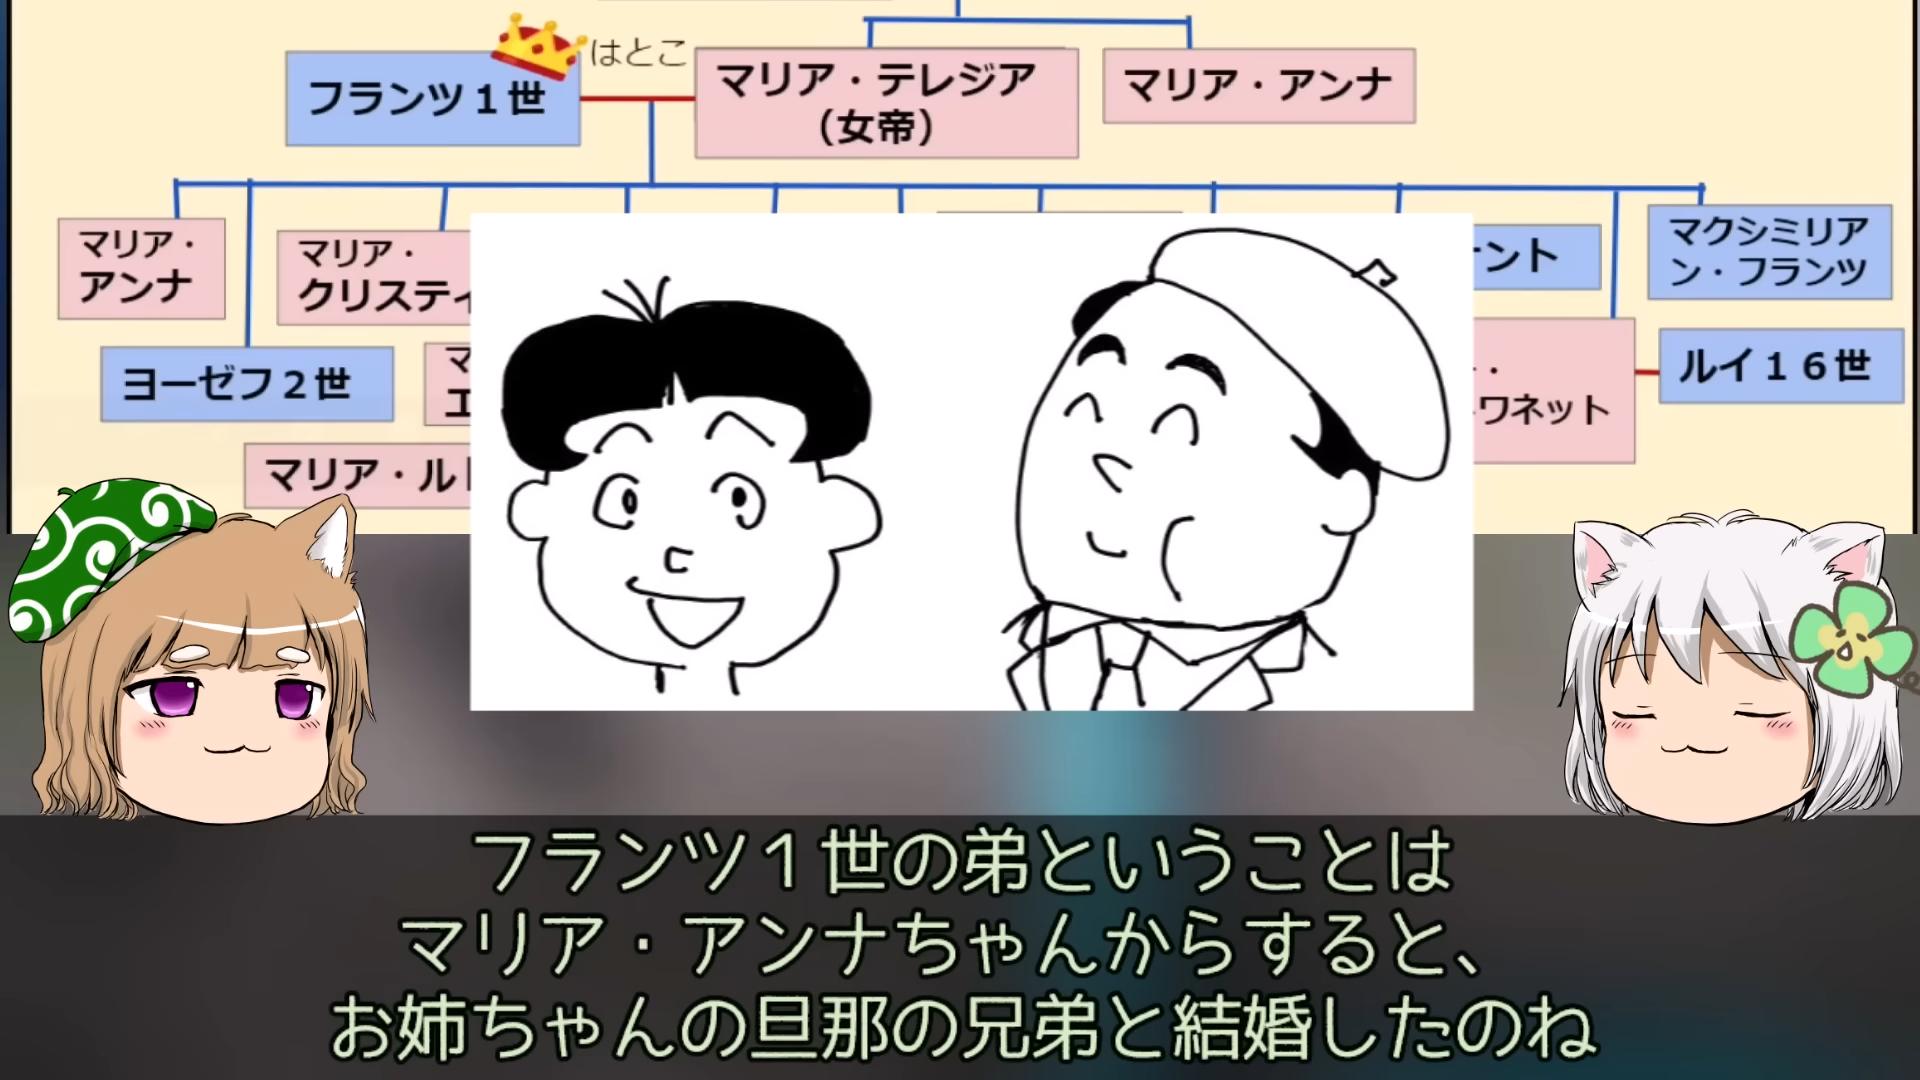 はとこ
フランツ１世
マリア・テレジア
（女帝）
マリア・アンナ
マリア・
アンナ
マリア・
クリスティ
ント
マクシミリア
ン・フランツ
ヨーゼフ２世
マ
エ
ワネット
ルイ１６世
マリア・ル
フランツ１世の弟ということは
マリア・アンナちゃんからすると、
お姉ちゃんの旦那の兄弟と結婚したのね